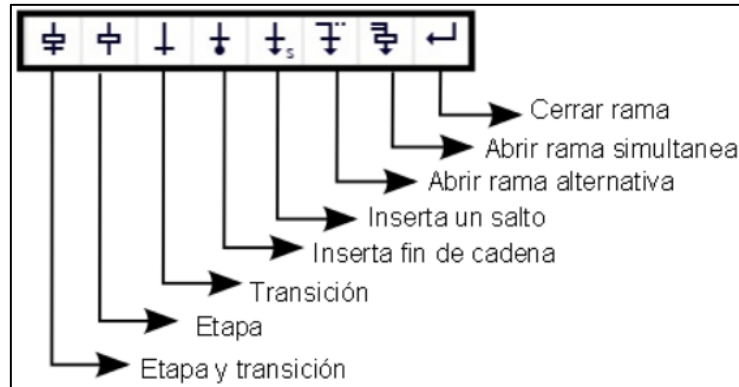 s
Cerrar rama
Abrir rama simultanea
Abrir rama alternativa
Inserta un salto
Inserta fin de cadena
Transición
Etapa
Etapa y transición